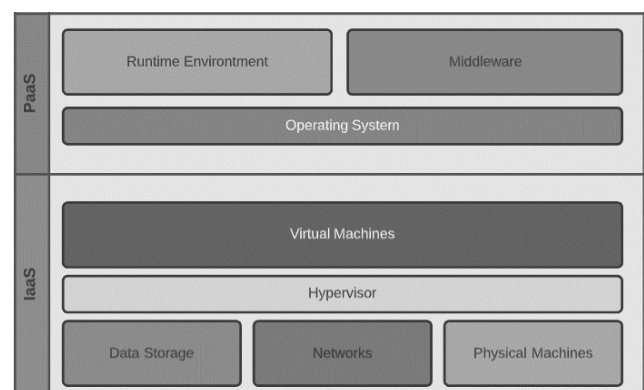 PaaS
Runtime Environtment
Middleware
Operating System
IaaS
Virtual Machines
Hypervisor
Data Storage
Networks
Physical Machines